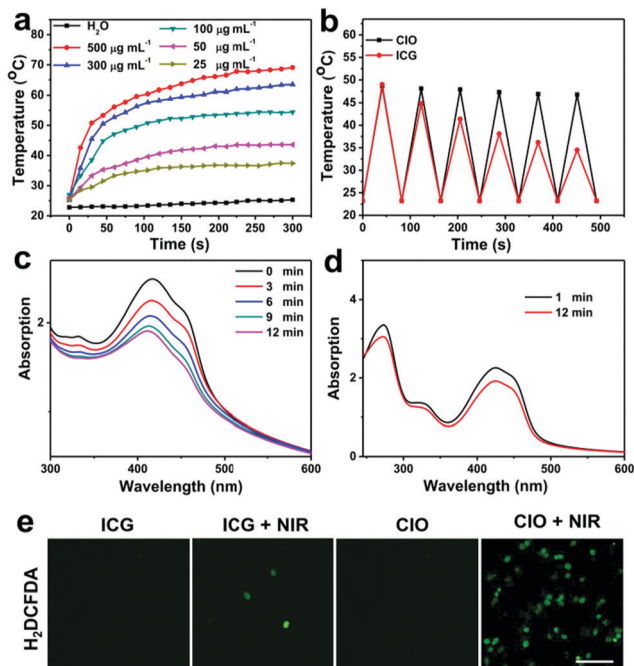 a
H₂O
500 μg mL⁻¹
300 μg mL⁻¹
100 μg mL⁻¹
50 μg mL⁻¹
25 μg mL⁻¹
Temperature (°C)
80
70
60
50
40
30
20
0 50 100 150 200 250 300
Time (s)
b
CIO
ICG
Temperature (°C)
60
55
50
45
40
35
30
25
20
0 100 200 300 400 500
Time (s)
c
0 min
3 min
6 min
9 min
12 min
Absorption
2
300 400 500 600
Wavelength (nm)
d
1 min
12 min
Absorption
4
2
0
300 400 500 600
Wavelength (nm)
e
ICG
ICG + NIR
CIO
CIO + NIR
H₂DCFDA